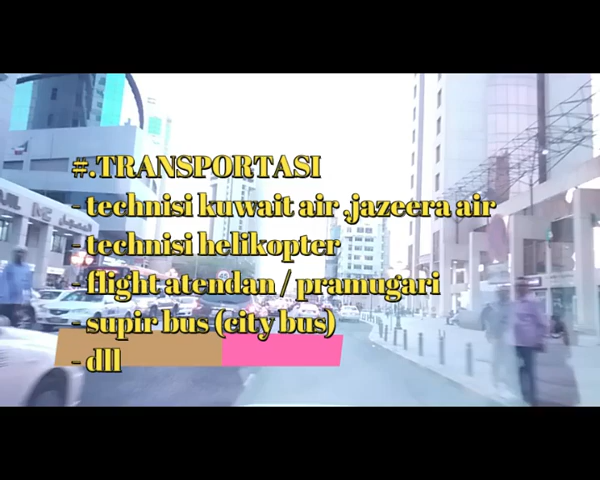 #.TRANSPORTASI
- technisi kuwait air ,jazeera air
- technisi helikopter
- flight atendan / pramugari
- supir bus (city bus)
- dll